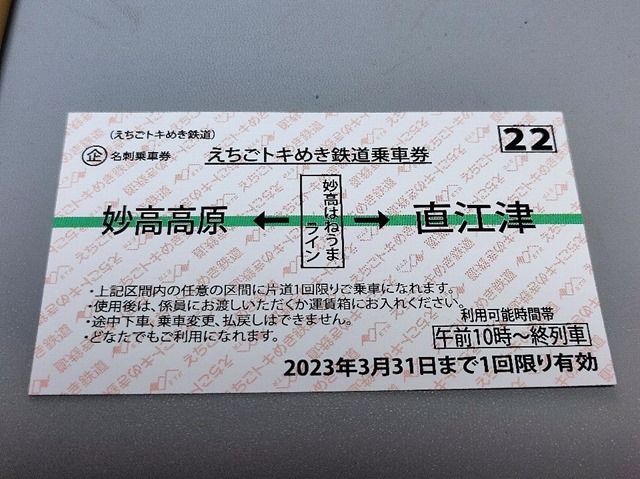 (えちごトキめき鉄道)
企 名刺乗車券
えちごトキめき鉄道乗車券
22
妙高高原
←
妙高はねうま
ライン
→
直江津
・上記区間内の任意の区間に片道1回限りご乗車になれます。
・使用後は、係員にお渡しいただくか運賃箱にお入れください。
・途中下車、乗車変更、払戻しはできません。
・どなたでもご利用になれます。
利用可能時間帯
午前10時～終列車
2023年3月31日まで1回限り有効